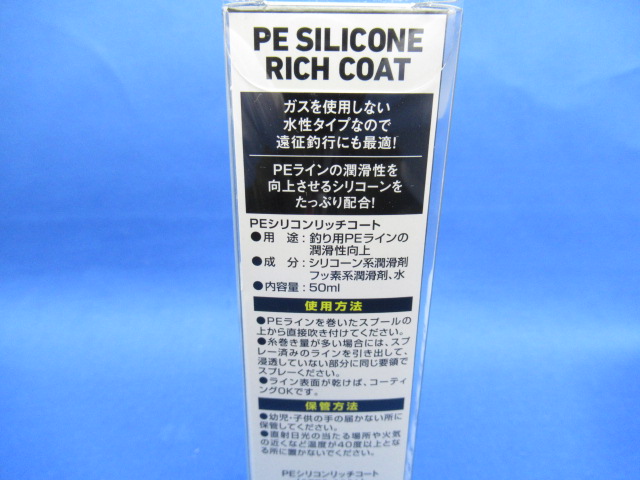 PE SILICONE
RICH COAT
ガスを使用しない
水性タイプなので
遠征釣行にも最適!
PEラインの潤滑性を
向上させるシリコーンを
たっぷり配合!
PEシリコンリッチコート
●用　途：釣り用PEラインの
潤滑性向上
●成　分：シリコーン系潤滑剤
フッ素系潤滑剤、水
●内容量：50ml
使用方法
●PEラインを巻いたスプールの
上から直接吹き付けてください。
●糸巻き量が多い場合には、スプ
レー済みのラインを引き出して、
浸透していない部分に同じ要領で
スプレーください。
●ライン表面が乾けば、コーティ
ングOKです。
保管方法
●幼児・子供の手の届かない所に
保管してください。
●直射日光の当たる場所や火気
の近くなど温度が40度以上とな
る所に置かないでください。
PEシリコンリッチコート